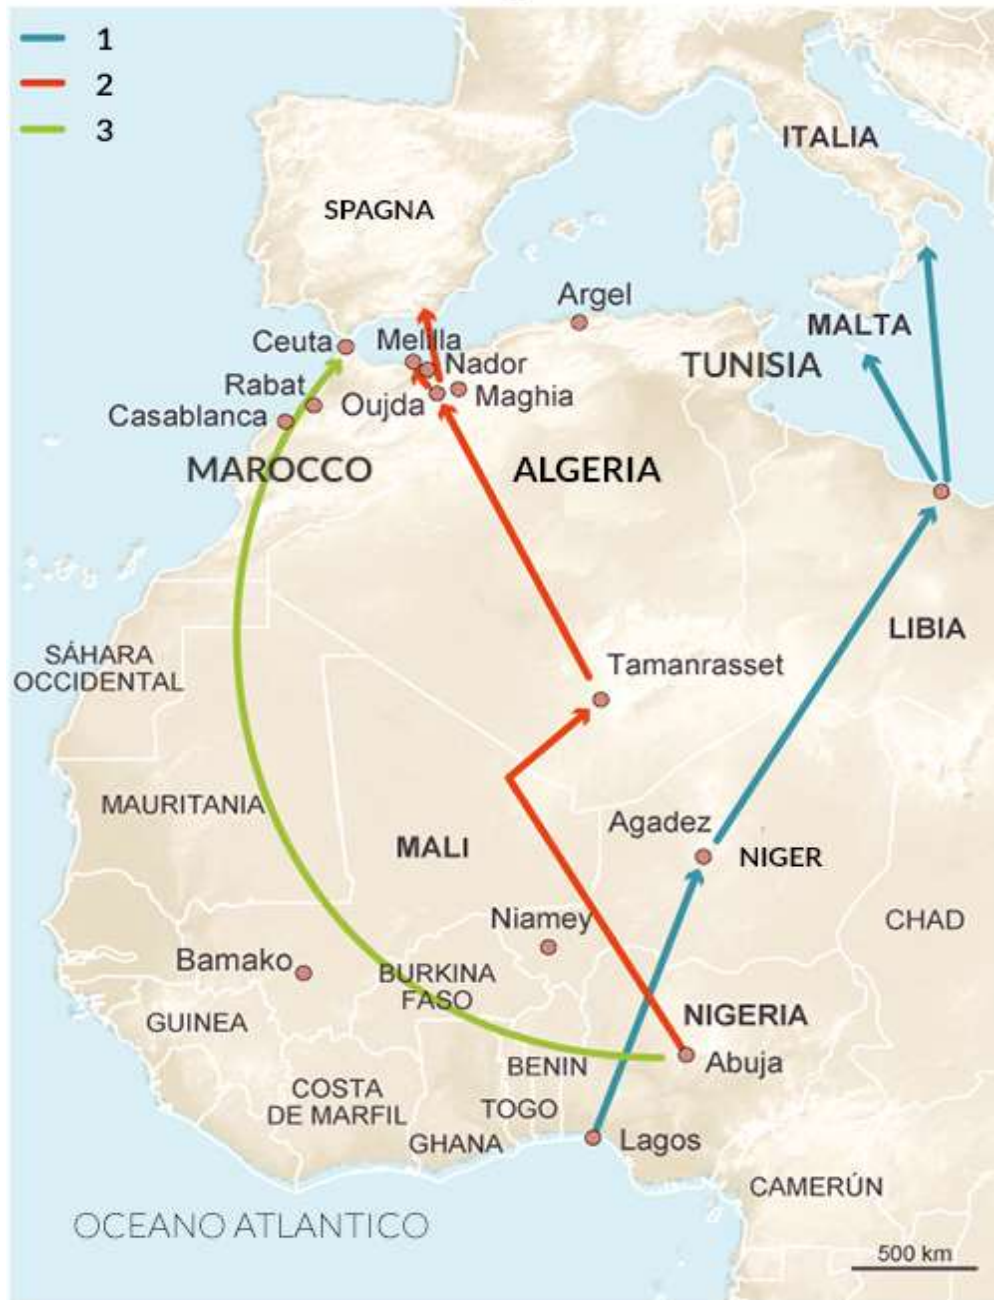 1
2
3
ITALIA
SPAGNA
Argel
MALTA
Ceuta
Melilla
TUNISIA
Nador
Rabat
Oujda
Maghia
Casablanca
MAROCCO
ALGERIA
LIBIA
SÁHARA
OCCIDENTAL
Tamanrasset
MAURITANIA
Agadez
MALI
NIGER
Niamey
CHAD
Bamako
BURKINA
FASO
GUINEA
NIGERIA
BENIN
Abuja
COSTA
DE MARFIL
TOGO
GHANA
Lagos
CAMERÚN
OCEANO ATLANTICO
500 km